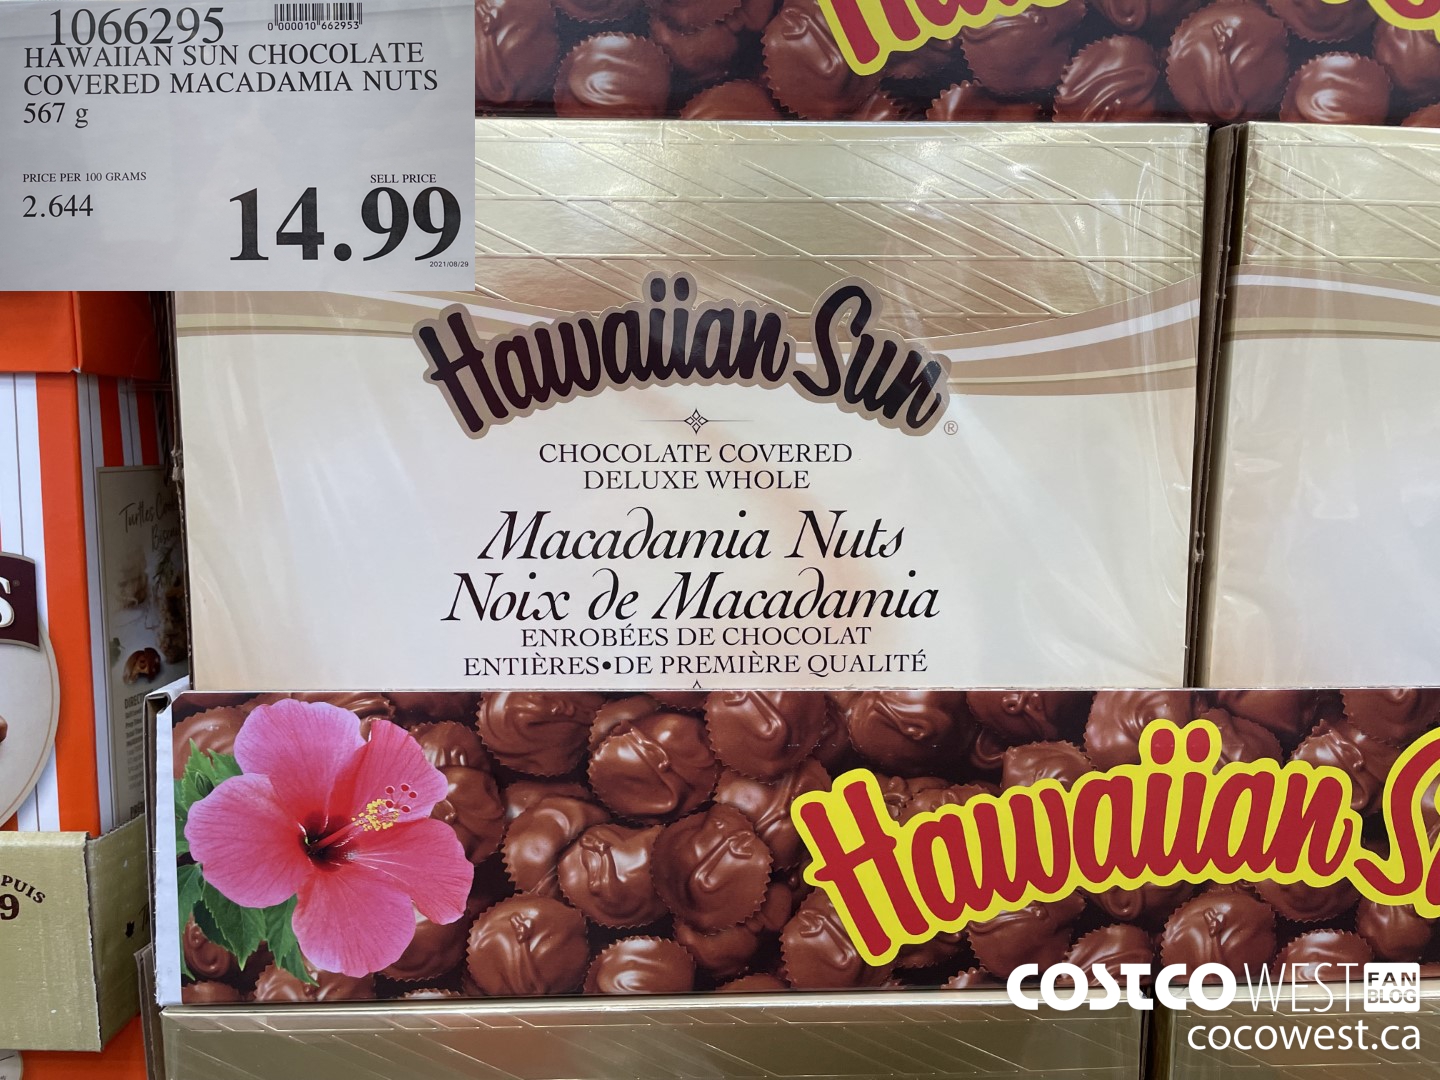 1066295
0 000010 662953
HAWAIIAN SUN CHOCOLATE
COVERED MACADAMIA NUTS
567 g
PRICE PER 100 GRAMS
2.644
SELL PRICE
14.99
2021/08/29
Hawaiian Sun®
CHOCOLATE COVERED
DELUXE WHOLE
Macadamia Nuts
Noix de Macadamia
ENROBÉES DE CHOCOLAT
ENTIÈRES•DE PREMIÈRE QUALITÉ
Turtles
S
PUIS
9
Hawaiian S
COSTCO WEST FAN BLOG
cocowest.ca